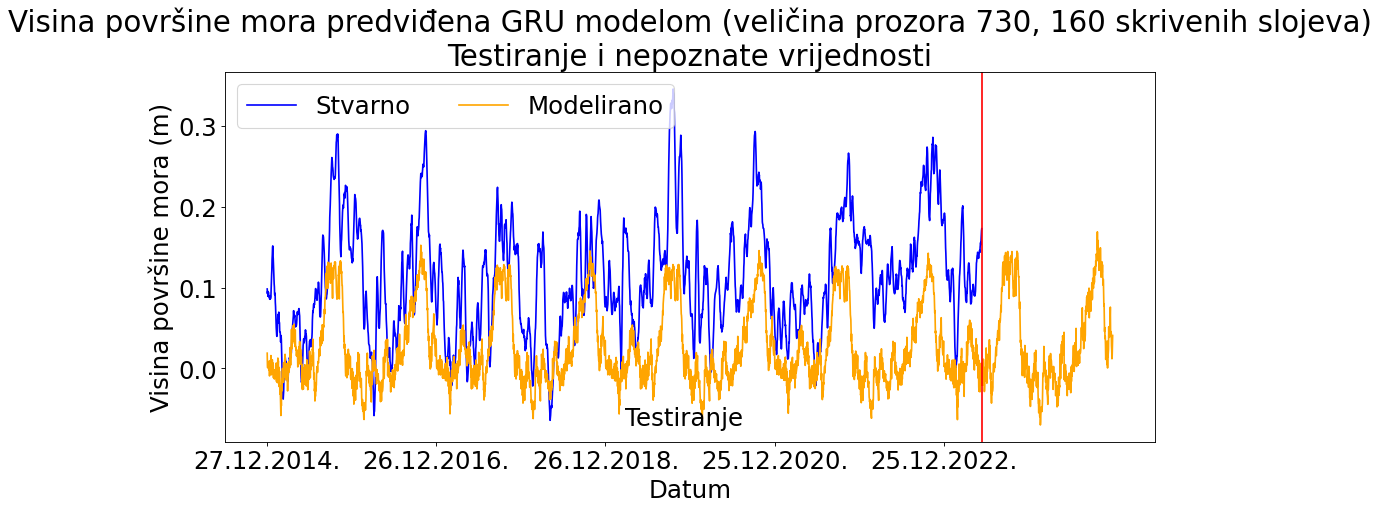 Visina površine mora predviđena GRU modelom (veličina prozora 730, 160 skrivenih slojeva)
Testiranje i nepoznate vrijednosti
Stvarno
Modelirano
Visina površine mora (m)
0.3
0.2
0.1
0.0
Testiranje
27.12.2014.
26.12.2016.
26.12.2018.
25.12.2020.
25.12.2022.
Datum